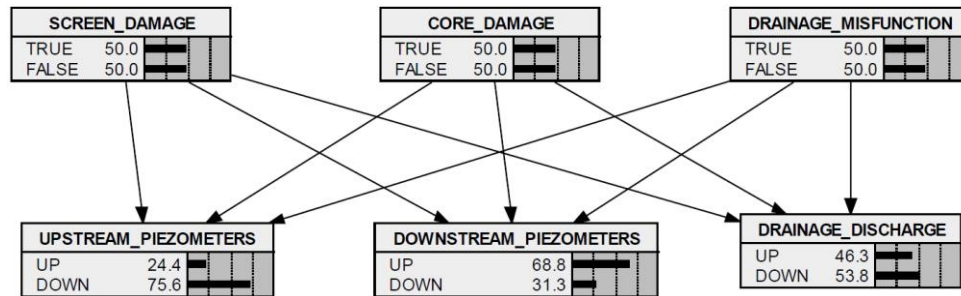 SCREEN_DAMAGE
TRUE 50.0
FALSE 50.0
CORE_DAMAGE
TRUE 50.0
FALSE 50.0
DRAINAGE_MISFUNCTION
TRUE 50.0
FALSE 50.0
UPSTREAM_PIEZOMETERS
UP 24.4
DOWN 75.6
DOWNSTREAM_PIEZOMETERS
UP 68.8
DOWN 31.3
DRAINAGE_DISCHARGE
UP 46.3
DOWN 53.8